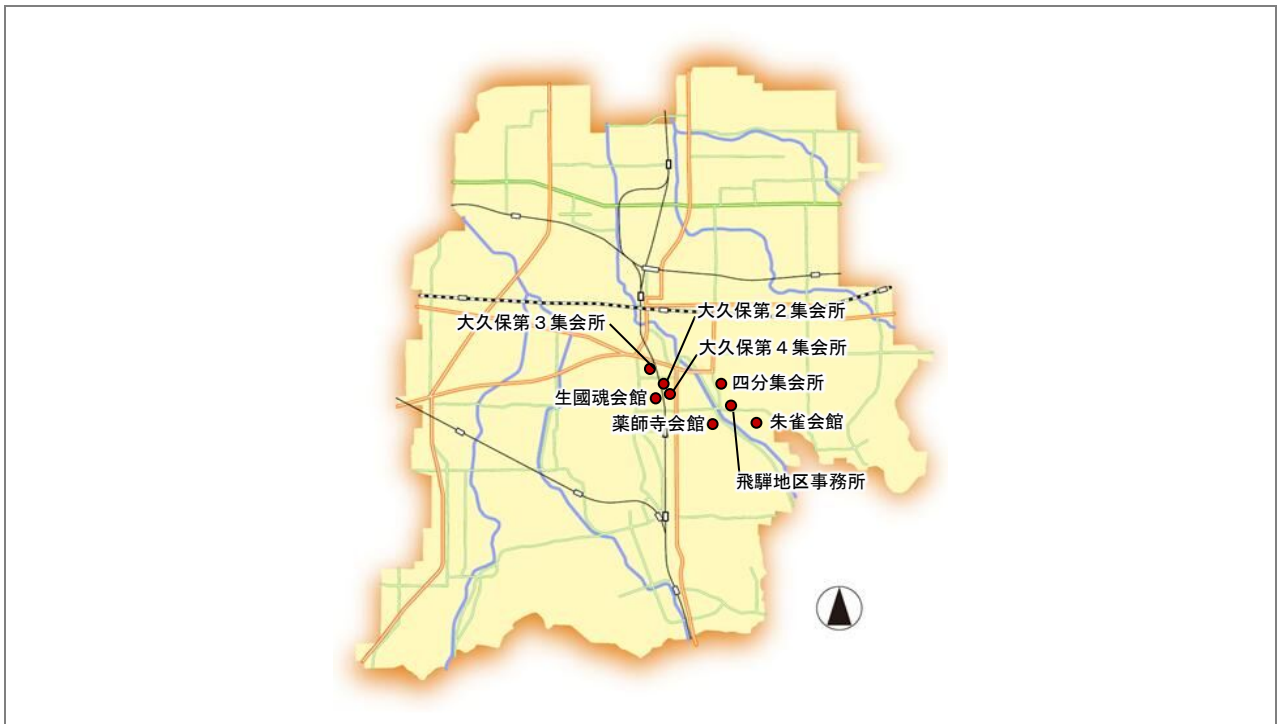 大久保第２集会所
大久保第３集会所
大久保第４集会所
四分集会所
生國魂会館
薬師寺会館
朱雀会館
飛騨地区事務所